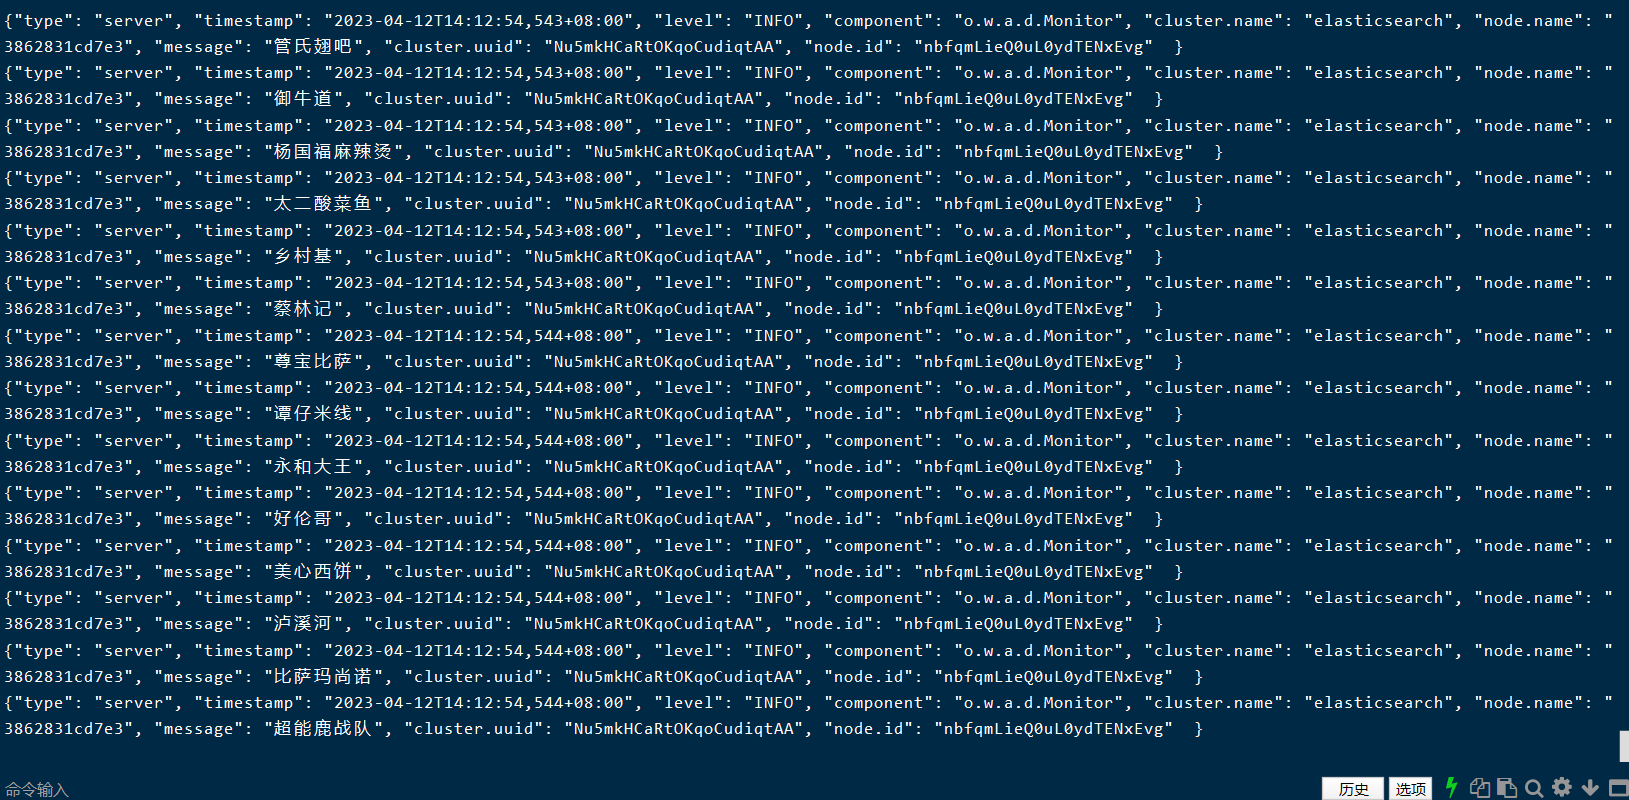 {"type": "server", "timestamp": "2023-04-12T14:12:54,543+08:00", "level": "INFO", "component": "o.w.a.d.Monitor", "cluster.name": "elasticsearch", "node.name": "
3862831cd7e3", "message": "管氏翅吧", "cluster.uuid": "Nu5mkHCaRtOKqoCudiqtAA", "node.id": "nbfqmLieQ0uL0ydTENxEvg"  }
{"type": "server", "timestamp": "2023-04-12T14:12:54,543+08:00", "level": "INFO", "component": "o.w.a.d.Monitor", "cluster.name": "elasticsearch", "node.name": "
3862831cd7e3", "message": "御牛道", "cluster.uuid": "Nu5mkHCaRtOKqoCudiqtAA", "node.id": "nbfqmLieQ0uL0ydTENxEvg"  }
{"type": "server", "timestamp": "2023-04-12T14:12:54,543+08:00", "level": "INFO", "component": "o.w.a.d.Monitor", "cluster.name": "elasticsearch", "node.name": "
3862831cd7e3", "message": "杨国福麻辣烫", "cluster.uuid": "Nu5mkHCaRtOKqoCudiqtAA", "node.id": "nbfqmLieQ0uL0ydTENxEvg"  }
{"type": "server", "timestamp": "2023-04-12T14:12:54,543+08:00", "level": "INFO", "component": "o.w.a.d.Monitor", "cluster.name": "elasticsearch", "node.name": "
3862831cd7e3", "message": "太二酸菜鱼", "cluster.uuid": "Nu5mkHCaRtOKqoCudiqtAA", "node.id": "nbfqmLieQ0uL0ydTENxEvg"  }
{"type": "server", "timestamp": "2023-04-12T14:12:54,543+08:00", "level": "INFO", "component": "o.w.a.d.Monitor", "cluster.name": "elasticsearch", "node.name": "
3862831cd7e3", "message": "乡村基", "cluster.uuid": "Nu5mkHCaRtOKqoCudiqtAA", "node.id": "nbfqmLieQ0uL0ydTENxEvg"  }
{"type": "server", "timestamp": "2023-04-12T14:12:54,543+08:00", "level": "INFO", "component": "o.w.a.d.Monitor", "cluster.name": "elasticsearch", "node.name": "
3862831cd7e3", "message": "蔡林记", "cluster.uuid": "Nu5mkHCaRtOKqoCudiqtAA", "node.id": "nbfqmLieQ0uL0ydTENxEvg"  }
{"type": "server", "timestamp": "2023-04-12T14:12:54,543+08:00", "level": "INFO", "component": "o.w.a.d.Monitor", "cluster.name": "elasticsearch", "node.name": "
3862831cd7e3", "message": "尊宝比萨", "cluster.uuid": "Nu5mkHCaRtOKqoCudiqtAA", "node.id": "nbfqmLieQ0uL0ydTENxEvg"  }
{"type": "server", "timestamp": "2023-04-12T14:12:54,544+08:00", "level": "INFO", "component": "o.w.a.d.Monitor", "cluster.name": "elasticsearch", "node.name": "
3862831cd7e3", "message": "谭仔米线", "cluster.uuid": "Nu5mkHCaRtOKqoCudiqtAA", "node.id": "nbfqmLieQ0uL0ydTENxEvg"  }
{"type": "server", "timestamp": "2023-04-12T14:12:54,544+08:00", "level": "INFO", "component": "o.w.a.d.Monitor", "cluster.name": "elasticsearch", "node.name": "
3862831cd7e3", "message": "永和大王", "cluster.uuid": "Nu5mkHCaRtOKqoCudiqtAA", "node.id": "nbfqmLieQ0uL0ydTENxEvg"  }
{"type": "server", "timestamp": "2023-04-12T14:12:54,544+08:00", "level": "INFO", "component": "o.w.a.d.Monitor", "cluster.name": "elasticsearch", "node.name": "
3862831cd7e3", "message": "好伦哥", "cluster.uuid": "Nu5mkHCaRtOKqoCudiqtAA", "node.id": "nbfqmLieQ0uL0ydTENxEvg"  }
{"type": "server", "timestamp": "2023-04-12T14:12:54,544+08:00", "level": "INFO", "component": "o.w.a.d.Monitor", "cluster.name": "elasticsearch", "node.name": "
3862831cd7e3", "message": "美心西饼", "cluster.uuid": "Nu5mkHCaRtOKqoCudiqtAA", "node.id": "nbfqmLieQ0uL0ydTENxEvg"  }
{"type": "server", "timestamp": "2023-04-12T14:12:54,544+08:00", "level": "INFO", "component": "o.w.a.d.Monitor", "cluster.name": "elasticsearch", "node.name": "
3862831cd7e3", "message": "泸溪河", "cluster.uuid": "Nu5mkHCaRtOKqoCudiqtAA", "node.id": "nbfqmLieQ0uL0ydTENxEvg"  }
{"type": "server", "timestamp": "2023-04-12T14:12:54,544+08:00", "level": "INFO", "component": "o.w.a.d.Monitor", "cluster.name": "elasticsearch", "node.name": "
3862831cd7e3", "message": "比萨玛尚诺", "cluster.uuid": "Nu5mkHCaRtOKqoCudiqtAA", "node.id": "nbfqmLieQ0uL0ydTENxEvg"  }
{"type": "server", "timestamp": "2023-04-12T14:12:54,544+08:00", "level": "INFO", "component": "o.w.a.d.Monitor", "cluster.name": "elasticsearch", "node.name": "
3862831cd7e3", "message": "超能鹿战队", "cluster.uuid": "Nu5mkHCaRtOKqoCudiqtAA", "node.id": "nbfqmLieQ0uL0ydTENxEvg"  }
命令输入 历史 选项